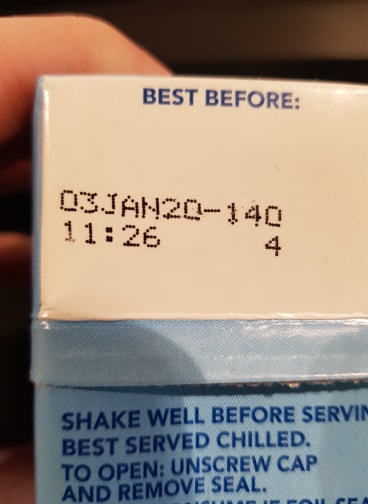 BEST BEFORE:
03JAN20-140
11:26 4
SHAKE WELL BEFORE
BEST SERVED CHILLED.
TO OPEN: UNSCREW CAP
AND REMOVE SEAL.